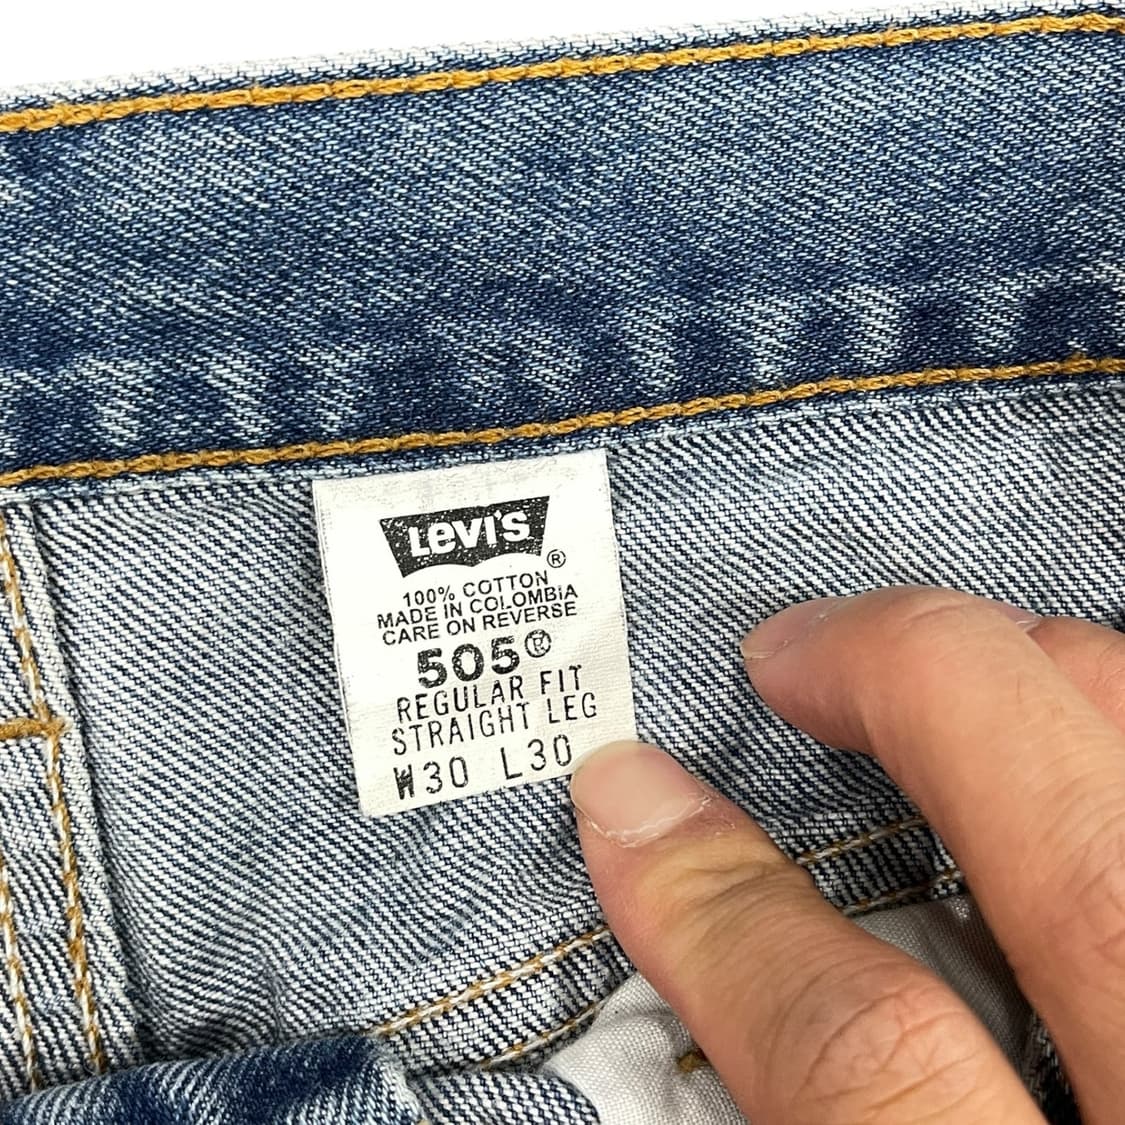 Levi's ®
100% COTTON
MADE IN COLOMBIA
CARE ON REVERSE
505®
REGULAR FIT
STRAIGHT LEG
W30 L30